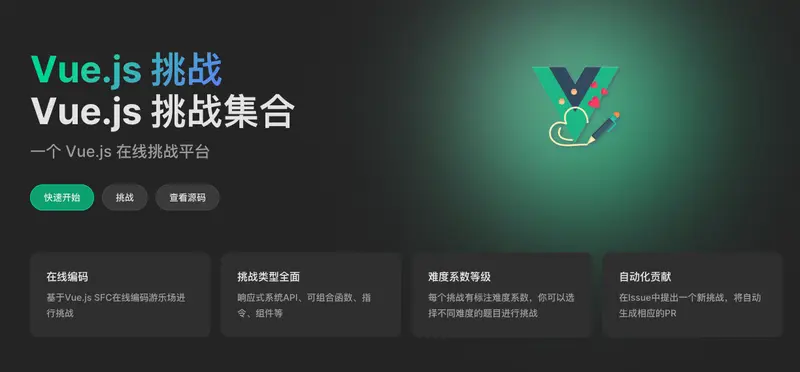 Vue.js 挑战
Vue.js 挑战集合
一个 Vue.js 在线挑战平台
快速开始
挑战
查看源码
在线编码
基于Vue.js SFC在线编码游乐场进
行挑战
挑战类型全面
响应式系统API、可组合函数、指
令、组件等
难度系数等级
每个挑战有标注难度系数，你可以选
择不同难度的题目进行挑战
自动化贡献
在Issue中提出一个新挑战，将自动
生成相应的PR